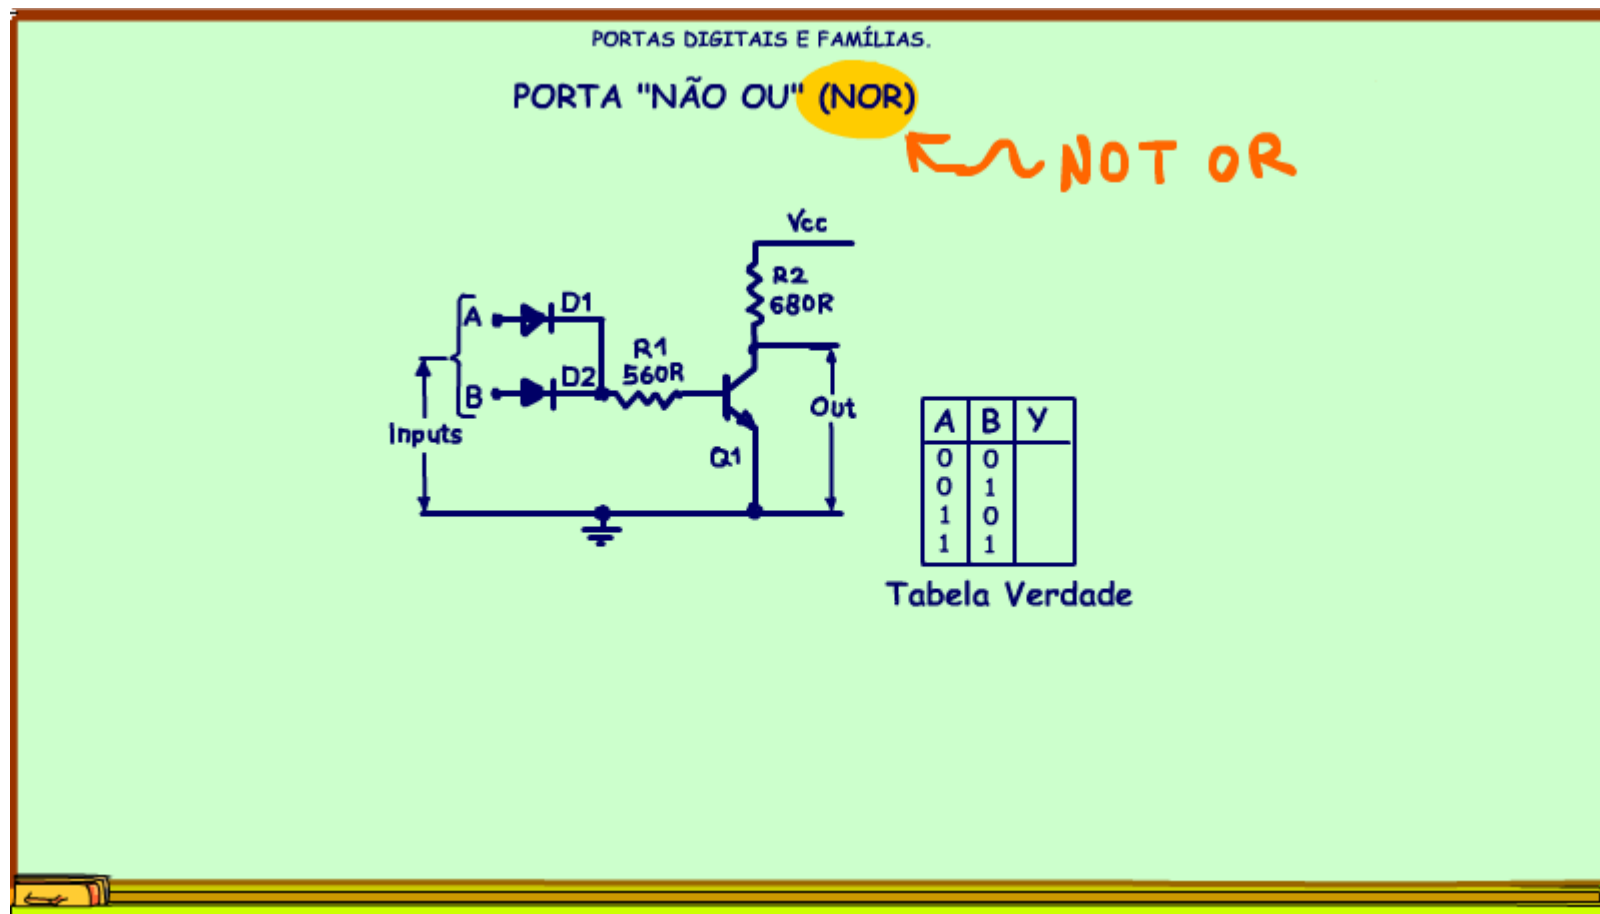 PORTAS DIGITAIS E FAMÍLIAS.
PORTA "NÃO OU" (NOR)
NOT OR
Vcc
R2
680R
A
D1
R1
560R
B
D2
Inputs
Out
Q1
A B Y
0 0
0 1
1 0
1 1
Tabela Verdade